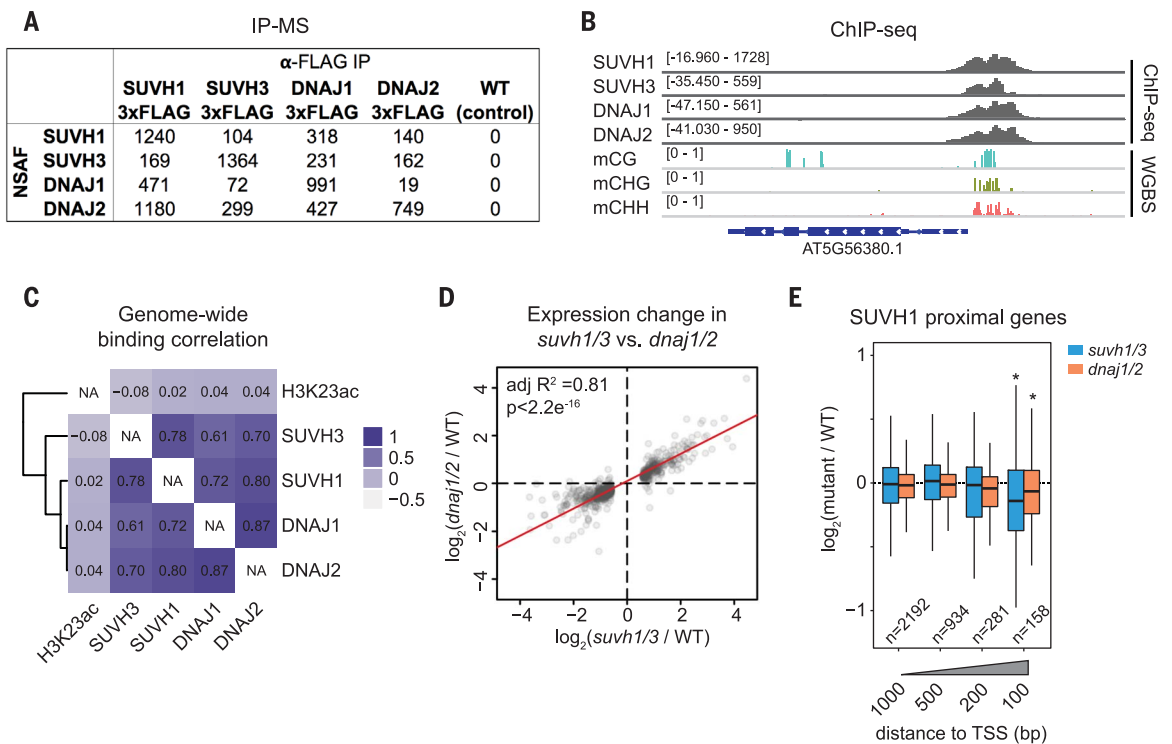 A
IP-MS
α-FLAG IP
SUVH1 SUVH3 DNAJ1 DNAJ2 WT
3xFLAG 3xFLAG 3xFLAG 3xFLAG (control)
NSAF
SUVH1 1240 104 318 140 0
SUVH3 169 1364 231 162 0
DNAJ1 471 72 991 19 0
DNAJ2 1180 299 427 749 0
B
ChIP-seq
SUVH1 [-16.960 - 1728]
SUVH3 [-35.450 - 559]
DNAJ1 [-47.150 - 561]
DNAJ2 [-41.030 - 950]
mCG [0 - 1]
mCHG [0 - 1]
mCHH [0 - 1]
ChIP-seq
WGBS
AT5G56380.1
C
Genome-wide
binding correlation
NA −0.08 0.02 0.04 0.04 H3K23ac
−0.08 NA 0.78 0.61 0.70 SUVH3
0.02 0.78 NA 0.72 0.80 SUVH1
0.04 0.61 0.72 NA 0.87 DNAJ1
0.04 0.70 0.80 0.87 NA DNAJ2
H3K23ac SUVH3 SUVH1 DNAJ1 DNAJ2
1
0.5
0
−0.5
D
Expression change in
suvh1/3 vs. dnaj1/2
adj R² =0.81
p<2.2e⁻¹⁶
log₂(dnaj1/2 / WT)
4
2
0
−2
−4
−4 −2 0 2 4
log₂(suvh1/3 / WT)
E
SUVH1 proximal genes
suvh1/3
dnaj1/2
log₂(mutant / WT)
1
0
−1
* *
n=2192 n=934 n=281 n=158
1000 500 200 100
distance to TSS (bp)